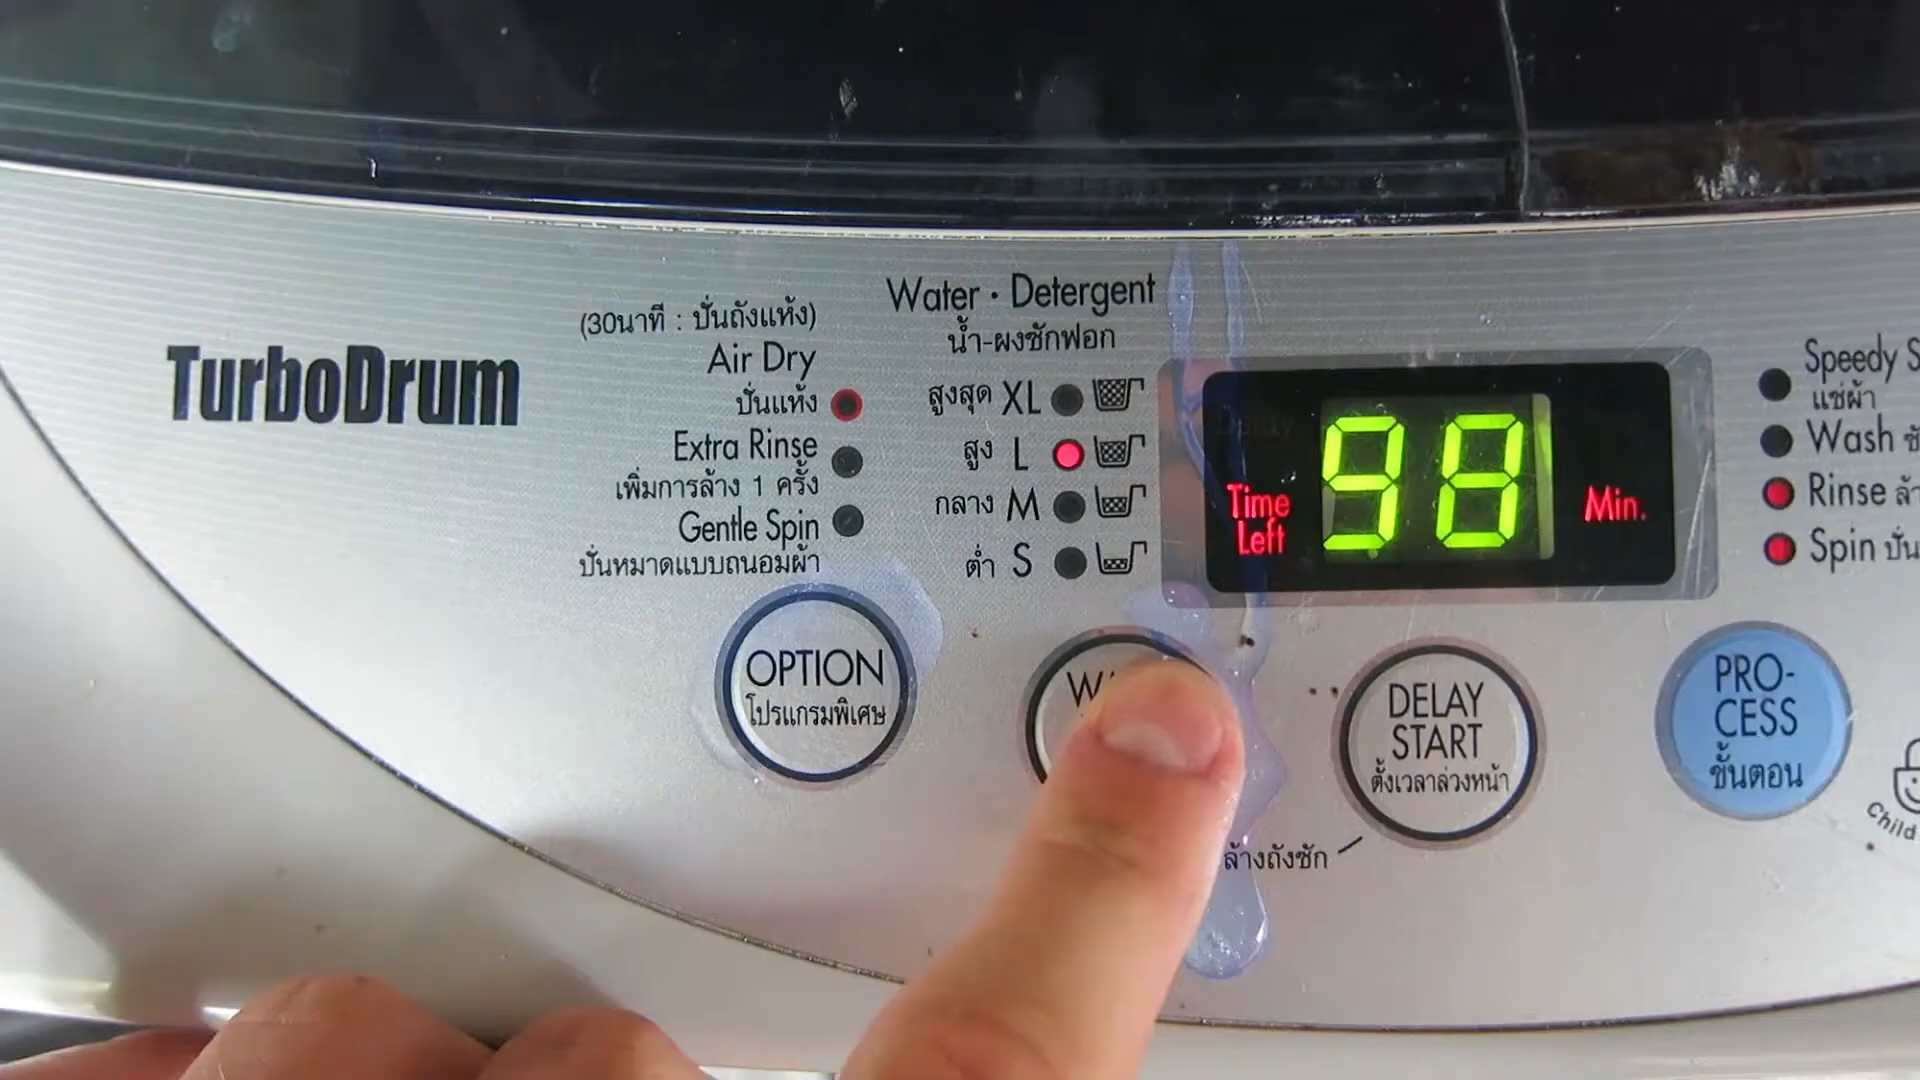 TurboDrum
(30นาที : ปั่นถังแห้ง)
Air Dry
ปั่นแห้ง
Extra Rinse
เพิ่มการล้าง 1 ครั้ง
Gentle Spin
ปั่นหมาดแบบถนอมผ้า
Water · Detergent
น้ำ-ผงซักฟอก
สูงสุด XL
สูง L
กลาง M
ต่ำ S
Delay
Time
Left
98
Min.
Speedy S
แช่ผ้า
Wash ซั
Rinse ล้า
Spin ปั่น
OPTION
โปรแกรมพิเศษ
DELAY
START
ตั้งเวลาล่วงหน้า
ล้างถังซัก
PRO-
CESS
ขั้นตอน
Child